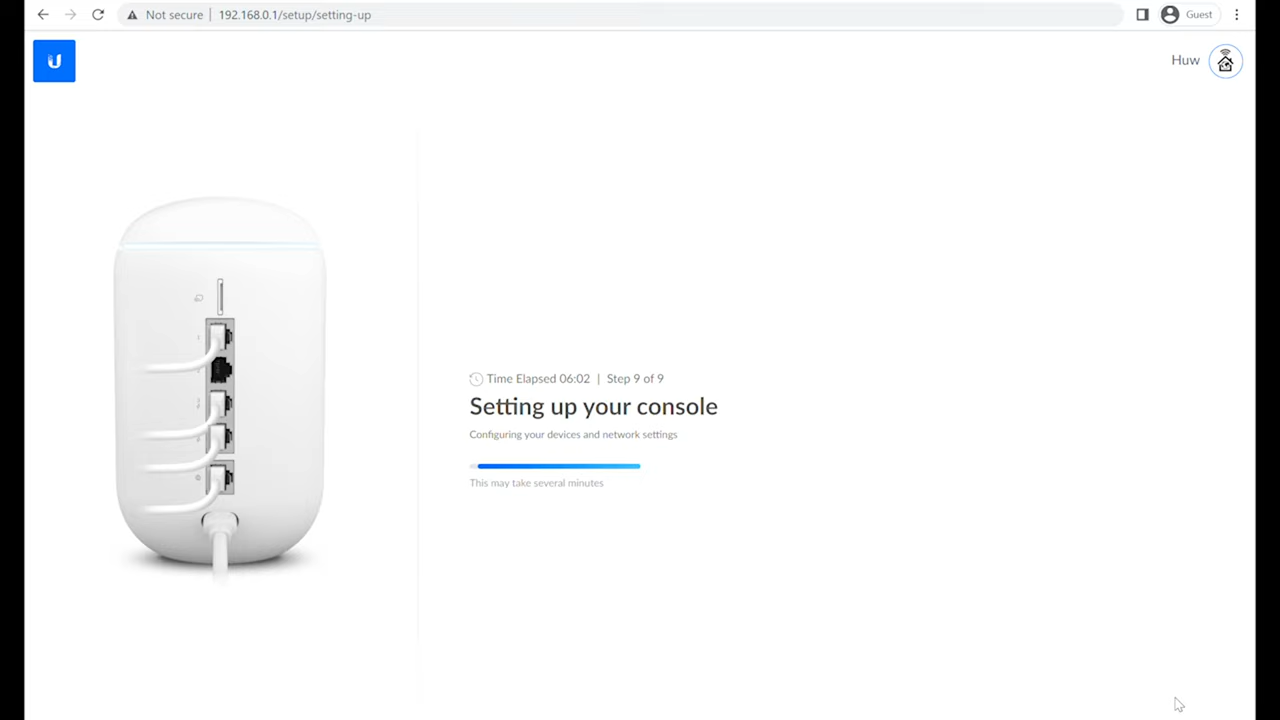 Not secure
192.168.0.1/setup/setting-up
Guest
Huw
Time Elapsed 06:02 | Step 9 of 9
Setting up your console
Configuring your devices and network settings
This may take several minutes